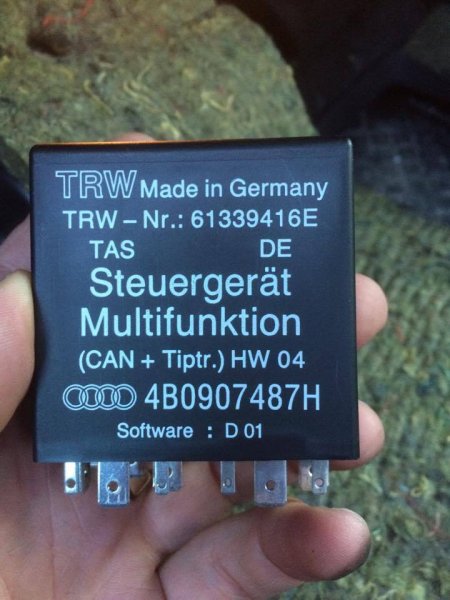 TRW Made in Germany
TRW – Nr.: 61339416E
TAS DE
Steuergerät
Multifunktion
(CAN + Tiptr.) HW 04
4B0907487H
Software : D 01